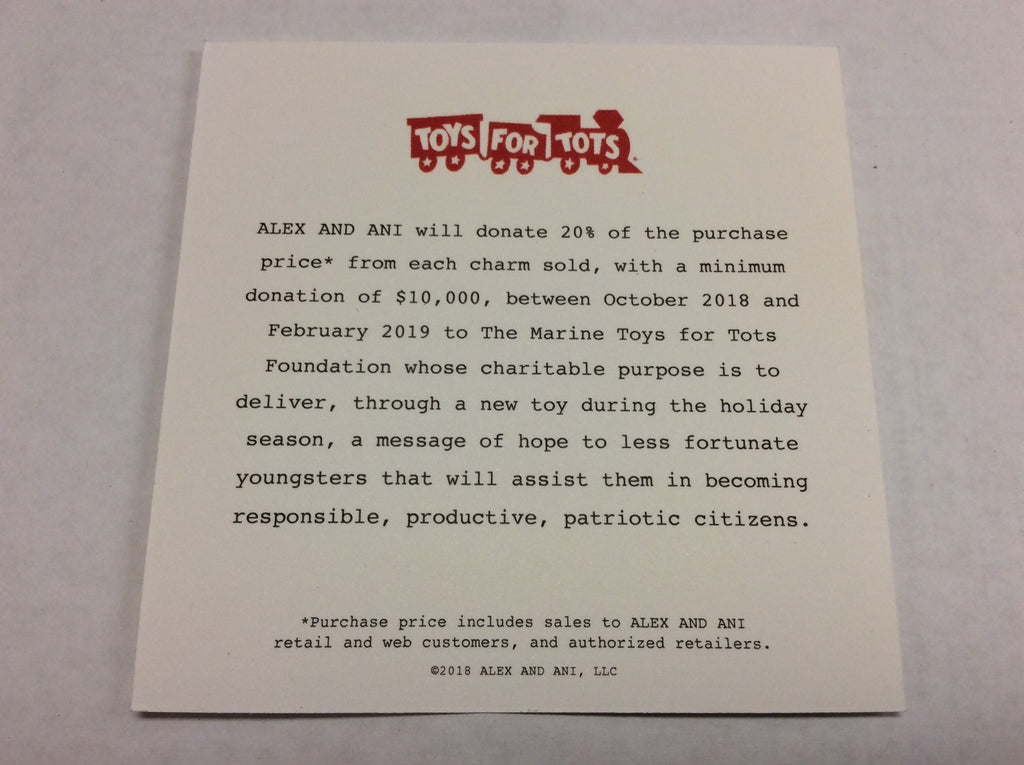 TOYS FOR TOTS
ALEX AND ANI will donate 20% of the purchase
price* from each charm sold, with a minimum
donation of $10,000, between October 2018 and
February 2019 to The Marine Toys for Tots
Foundation whose charitable purpose is to
deliver, through a new toy during the holiday
season, a message of hope to less fortunate
youngsters that will assist them in becoming
responsible, productive, patriotic citizens.
*Purchase price includes sales to ALEX AND ANI
retail and web customers, and authorized retailers.
©2018 ALEX AND ANI, LLC